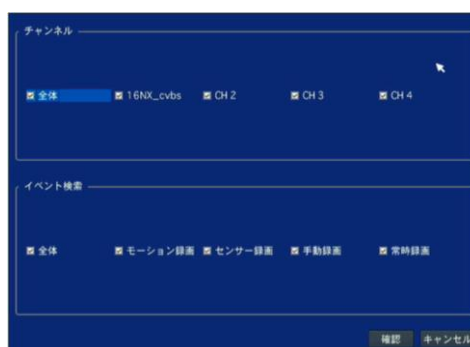 チャンネル
全体 16NX_cvbs CH 2 CH 3 CH 4
イベント検索
全体 モーション録画 センサー録画 手動録画 常時録画
確認 キャンセル